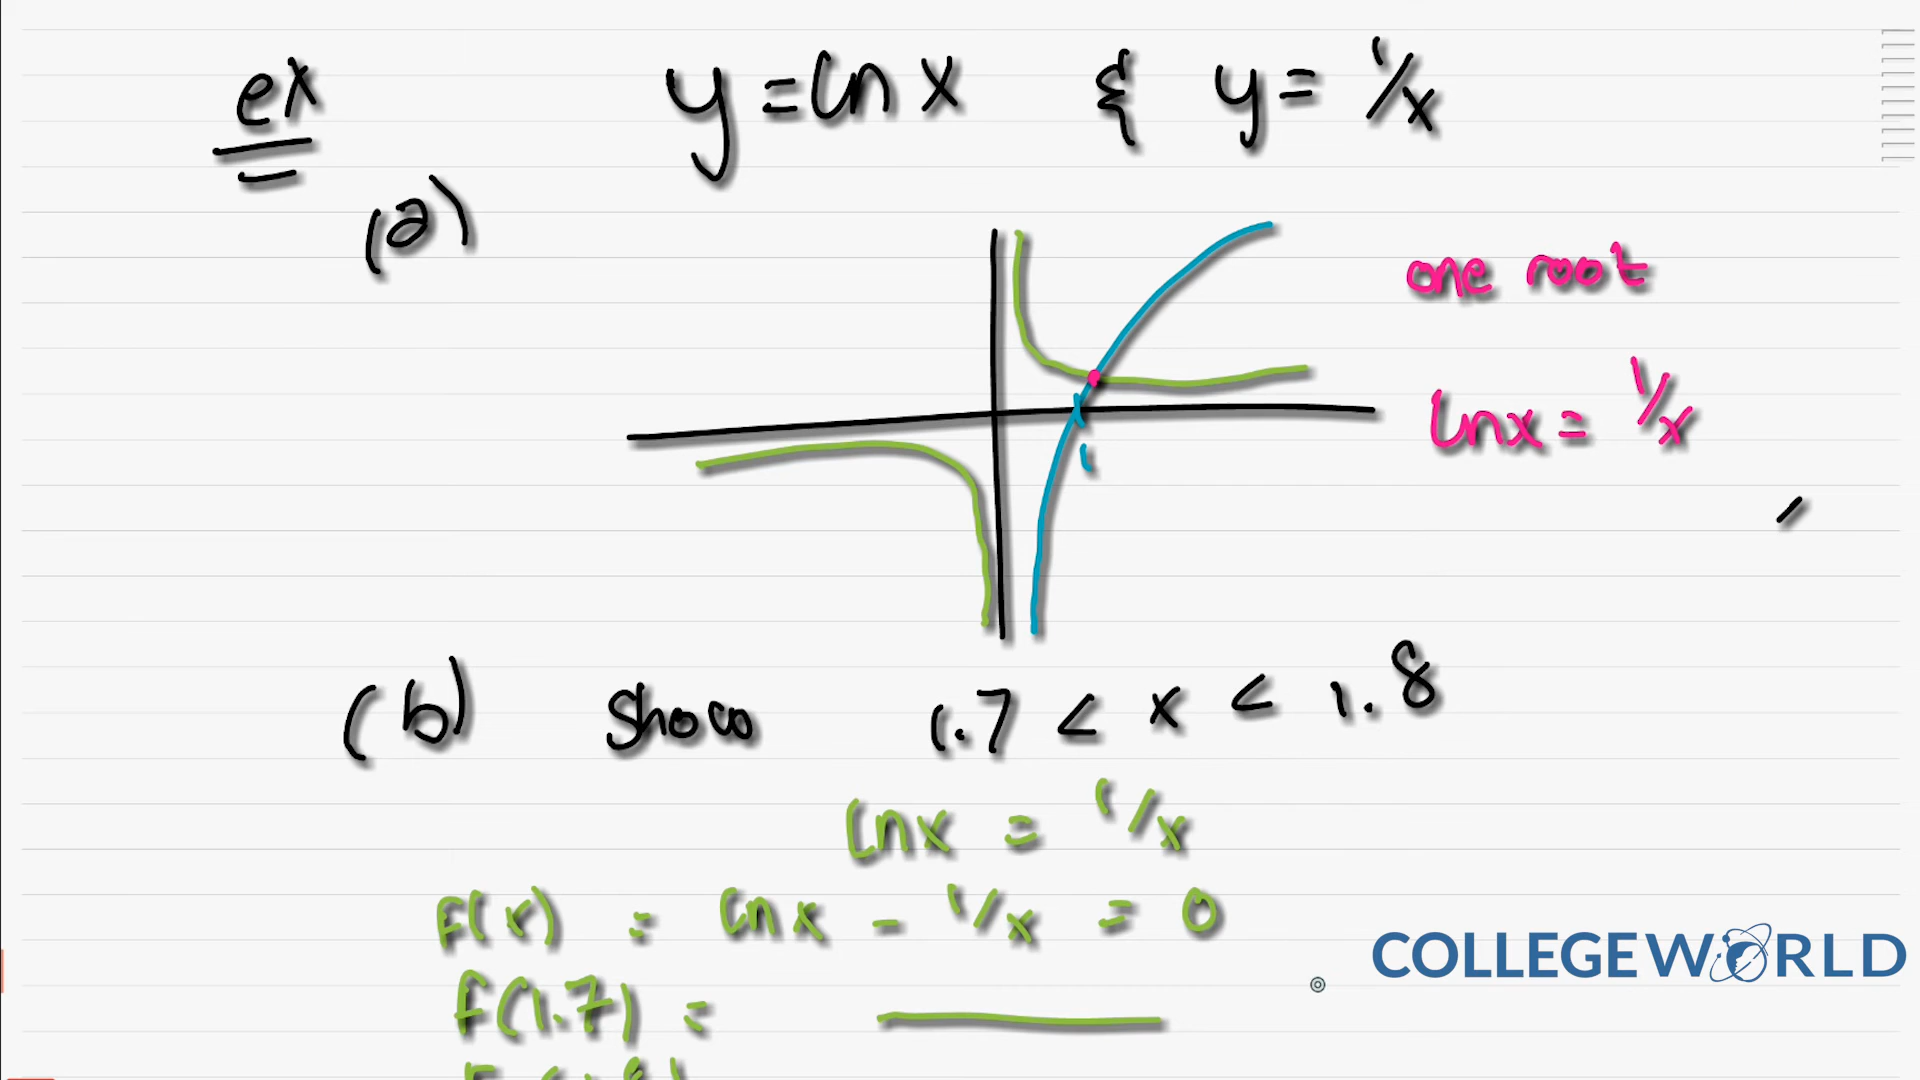 ex y = ln x & y = 1/x
(a)
one root
ln x = 1/x
1
(b) Show 1.7 < x < 1.8
ln x = 1/x
f(x) = ln x - 1/x = 0
COLLEGEWORLD
f(1.7) =